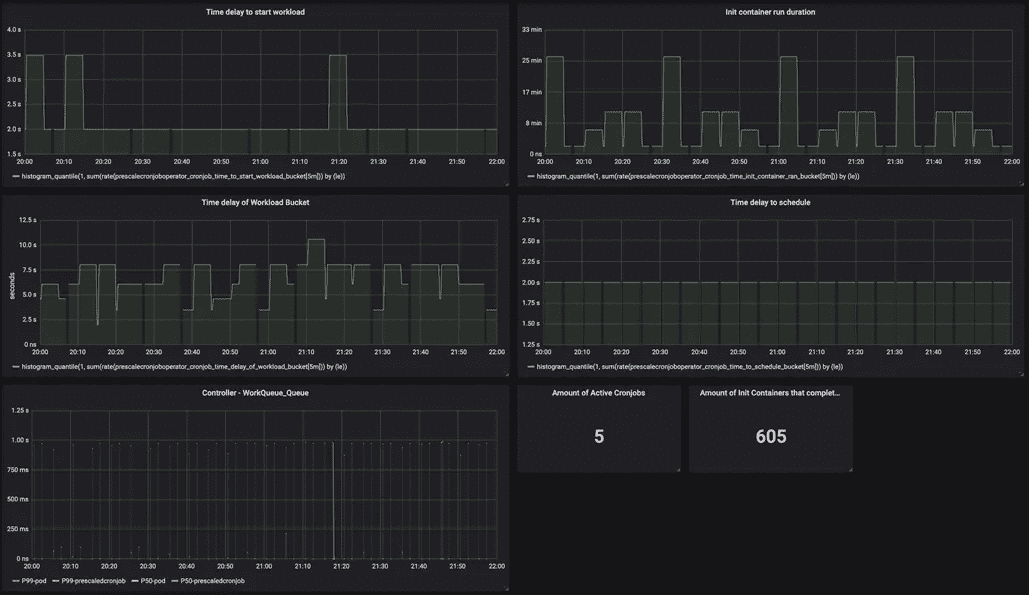 Time delay to start workload
4.0 s
3.5 s
3.0 s
2.5 s
2.0 s
1.5 s
20:00 20:10 20:20 20:30 20:40 20:50 21:00 21:10 21:20 21:30 21:40 21:50 22:00
histogram_quantile(1, sum(rate(prescalecronjoboperator_cronjob_time_to_start_workload_bucket[5m])) by (le))
Init container run duration
33 min
25 min
17 min
8 min
0 ns
20:00 20:10 20:20 20:30 20:40 20:50 21:00 21:10 21:20 21:30 21:40 21:50 22:00
histogram_quantile(1, sum(rate(prescalecronjoboperator_cronjob_time_init_container_ran_bucket[5m])) by (le))
Time delay of Workload Bucket
seconds
12.5 s
10.0 s
7.5 s
5.0 s
2.5 s
0 ns
20:00 20:10 20:20 20:30 20:40 20:50 21:00 21:10 21:20 21:30 21:40 21:50 22:00
histogram_quantile(1, sum(rate(prescalecronjoboperator_cronjob_time_delay_of_workload_bucket[5m])) by (le))
Time delay to schedule
2.75 s
2.50 s
2.25 s
2.00 s
1.75 s
1.50 s
1.25 s
20:00 20:10 20:20 20:30 20:40 20:50 21:00 21:10 21:20 21:30 21:40 21:50 22:00
histogram_quantile(1, sum(rate(prescalecronjoboperator_cronjob_time_to_schedule_bucket[5m])) by (le))
Controller - WorkQueue_Queue
1.25 s
1.00 s
750 ms
500 ms
250 ms
0 ns
20:00 20:10 20:20 20:30 20:40 20:50 21:00 21:10 21:20 21:30 21:40 21:50 22:00
P99-pod P99-prescaledcronjob P50-pod P50-prescaledcronjob
Amount of Active Cronjobs
5
Amount of Init Containers that complet...
605